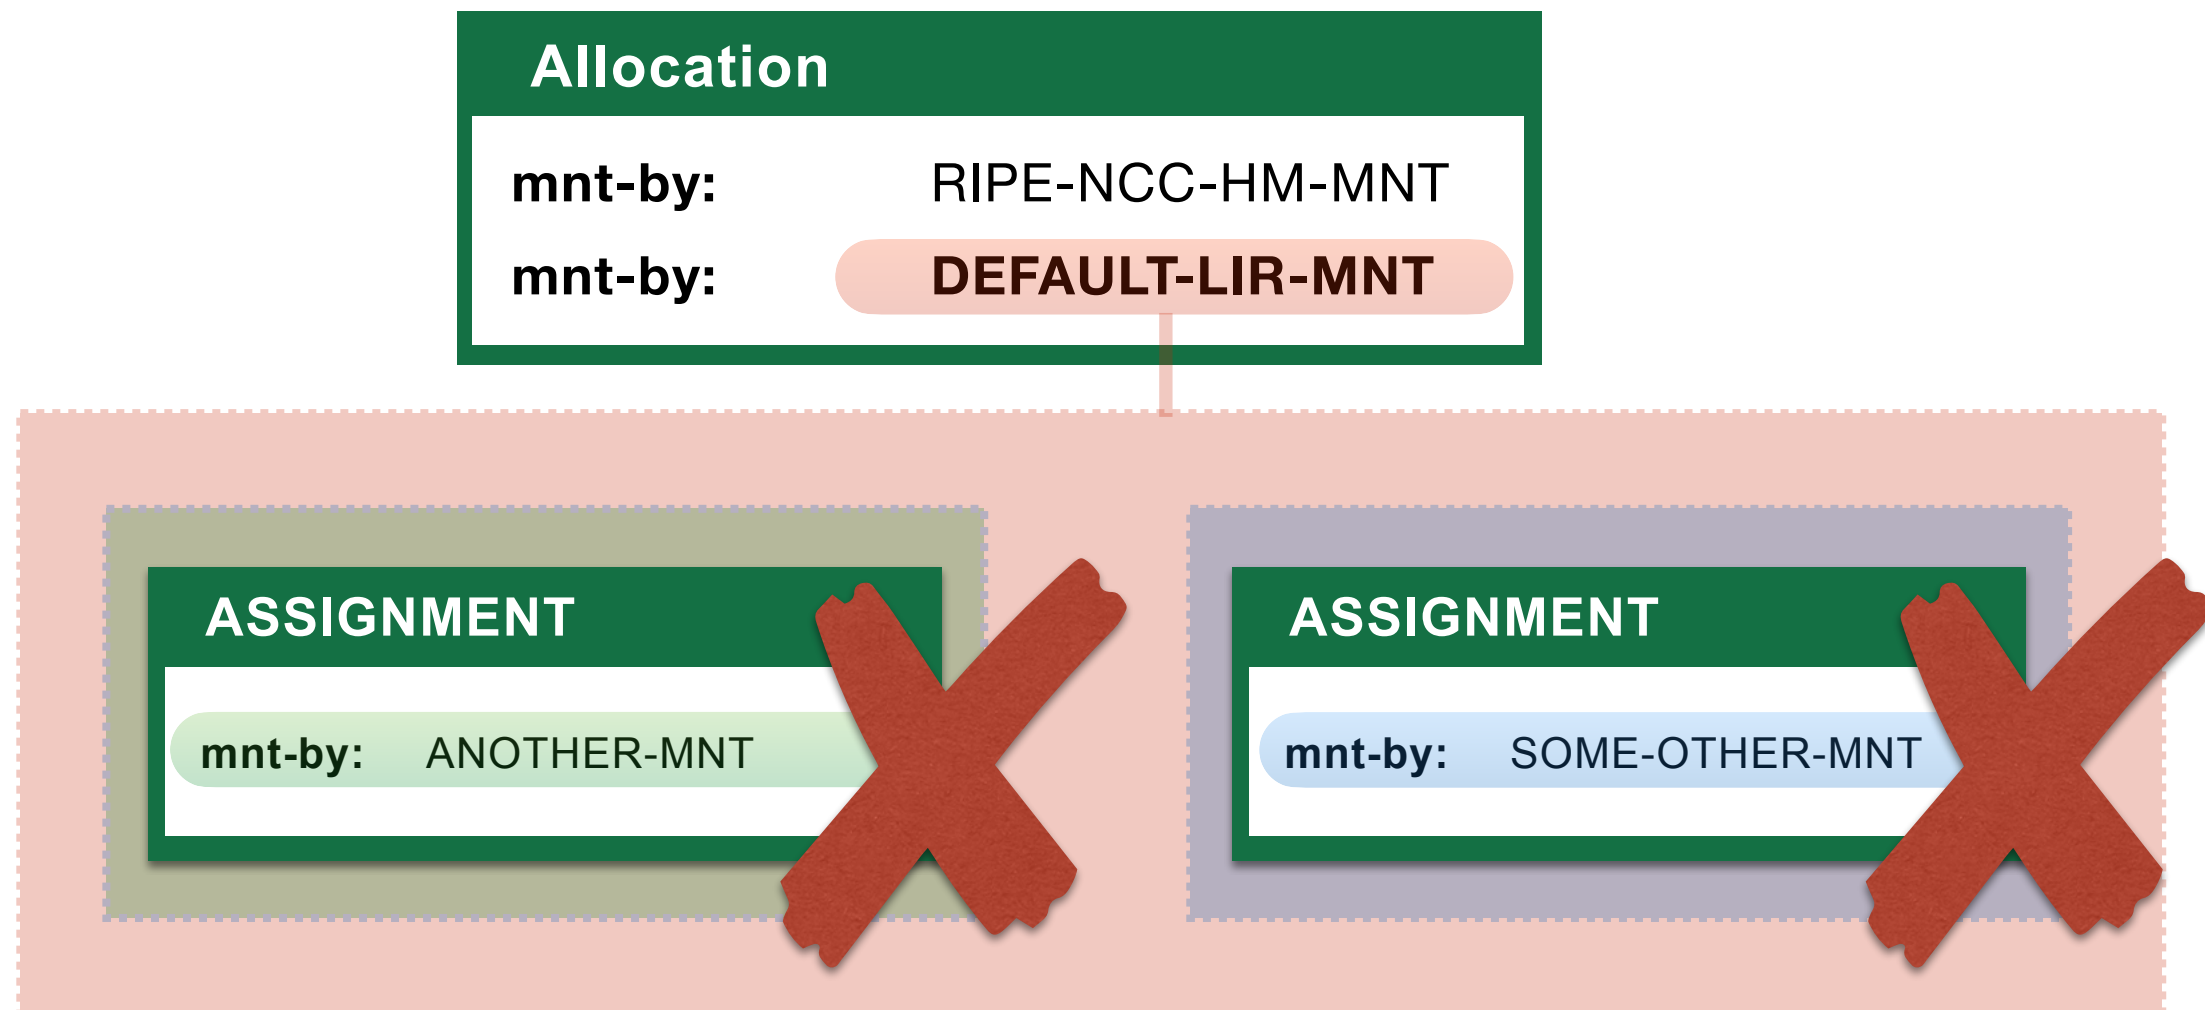 Allocation
mnt-by: RIPE-NCC-HM-MNT
mnt-by: DEFAULT-LIR-MNT
ASSIGNMENT
mnt-by: ANOTHER-MNT
ASSIGNMENT
mnt-by: SOME-OTHER-MNT